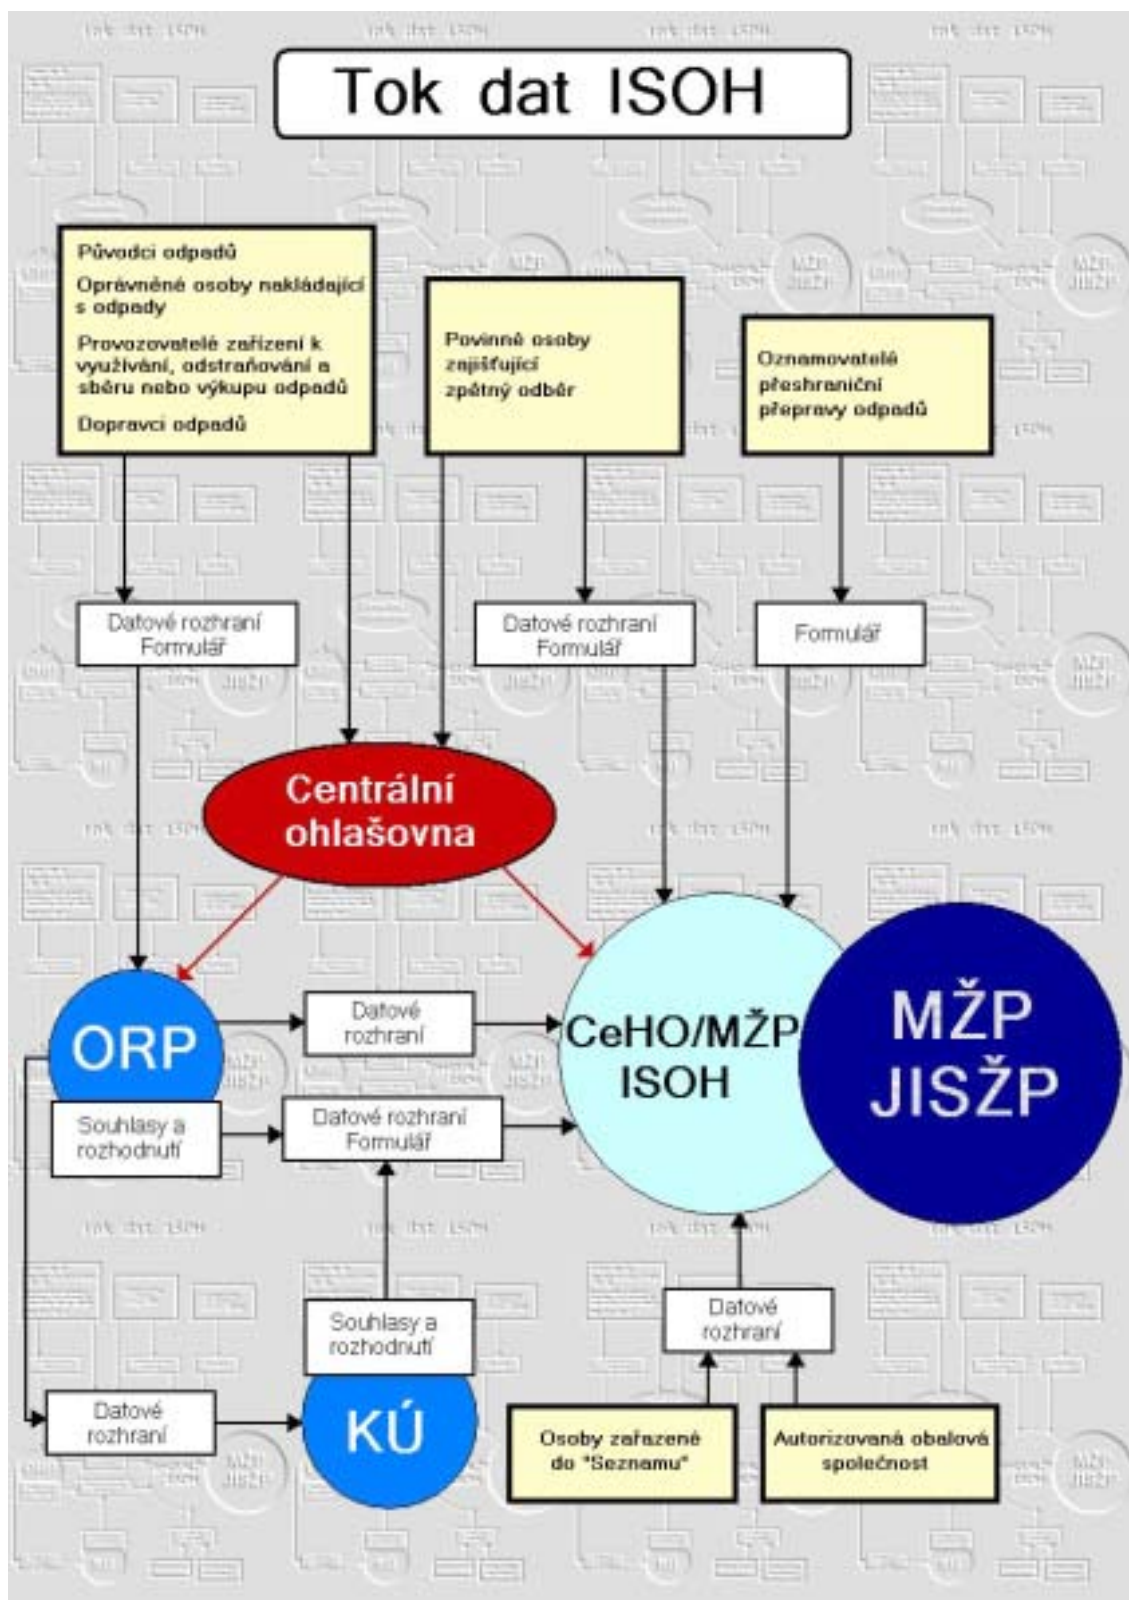 Tok dat ISOH
Původci odpadů
Oprávněné osoby nakládající
s odpady
Provozovatelé zařízení k
využívání, odstraňování a
sběru nebo výkupu odpadů
Dopravci odpadů
Povinné osoby
zajišťující
zpětný odběr
Oznamovatelé
přeshraniční
přepravy odpadů
Datové rozhraní
Formulář
Datové rozhraní
Formulář
Formulář
Centrální
ohlašovna
ORP
Datové
rozhraní
CeHO/MŽP
ISOH
MŽP
JISŽP
Souhlasy a
rozhodnutí
Datové rozhraní
Formulář
Souhlasy a
rozhodnutí
KÚ
Datové
rozhraní
Datové
rozhraní
Osoby zařazené
do "Seznamu"
Autorizovaná obalová
společnost